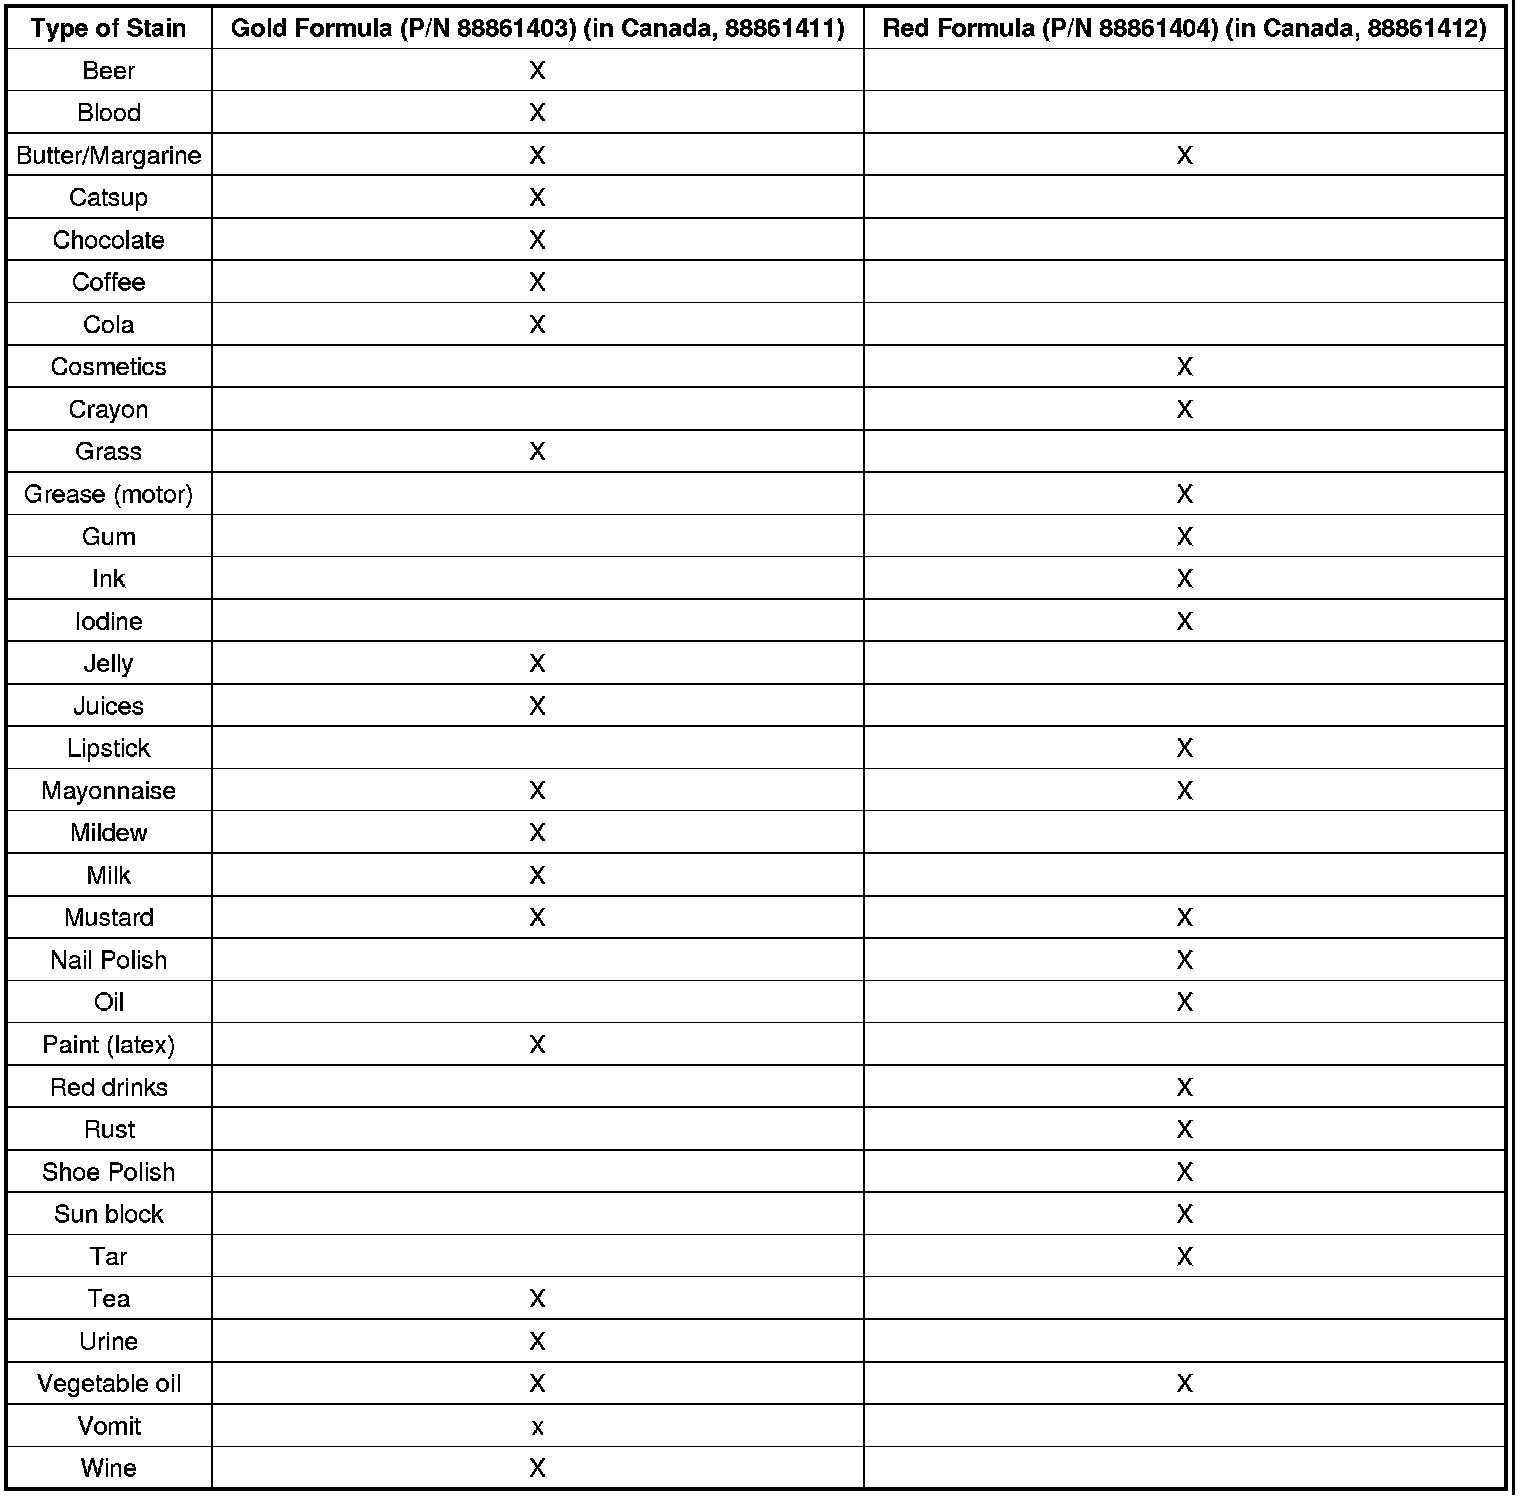 Type of Stain Gold Formula (P/N 88861403) (in Canada, 88861411) Red Formula (P/N 88861404) (in Canada, 88861412)
Beer X
Blood X
Butter/Margarine X X
Catsup X
Chocolate X
Coffee X
Cola X
Cosmetics X
Crayon X
Grass X
Grease (motor) X
Gum X
Ink X
Iodine X
Jelly X
Juices X
Lipstick X
Mayonnaise X X
Mildew X
Milk X
Mustard X X
Nail Polish X
Oil X
Paint (latex) X
Red drinks X
Rust X
Shoe Polish X
Sun block X
Tar X
Tea X
Urine X
Vegetable oil X X
Vomit x
Wine X